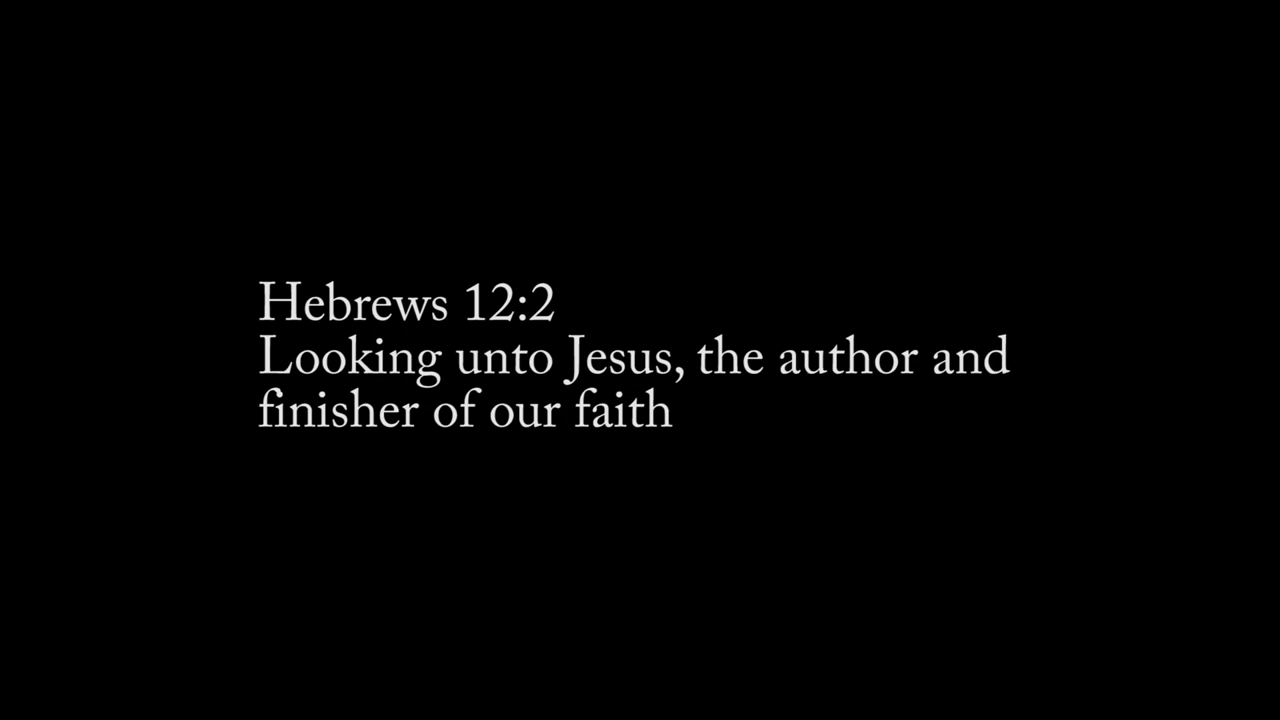 Hebrews 12:2
Looking unto Jesus, the author and
finisher of our faith